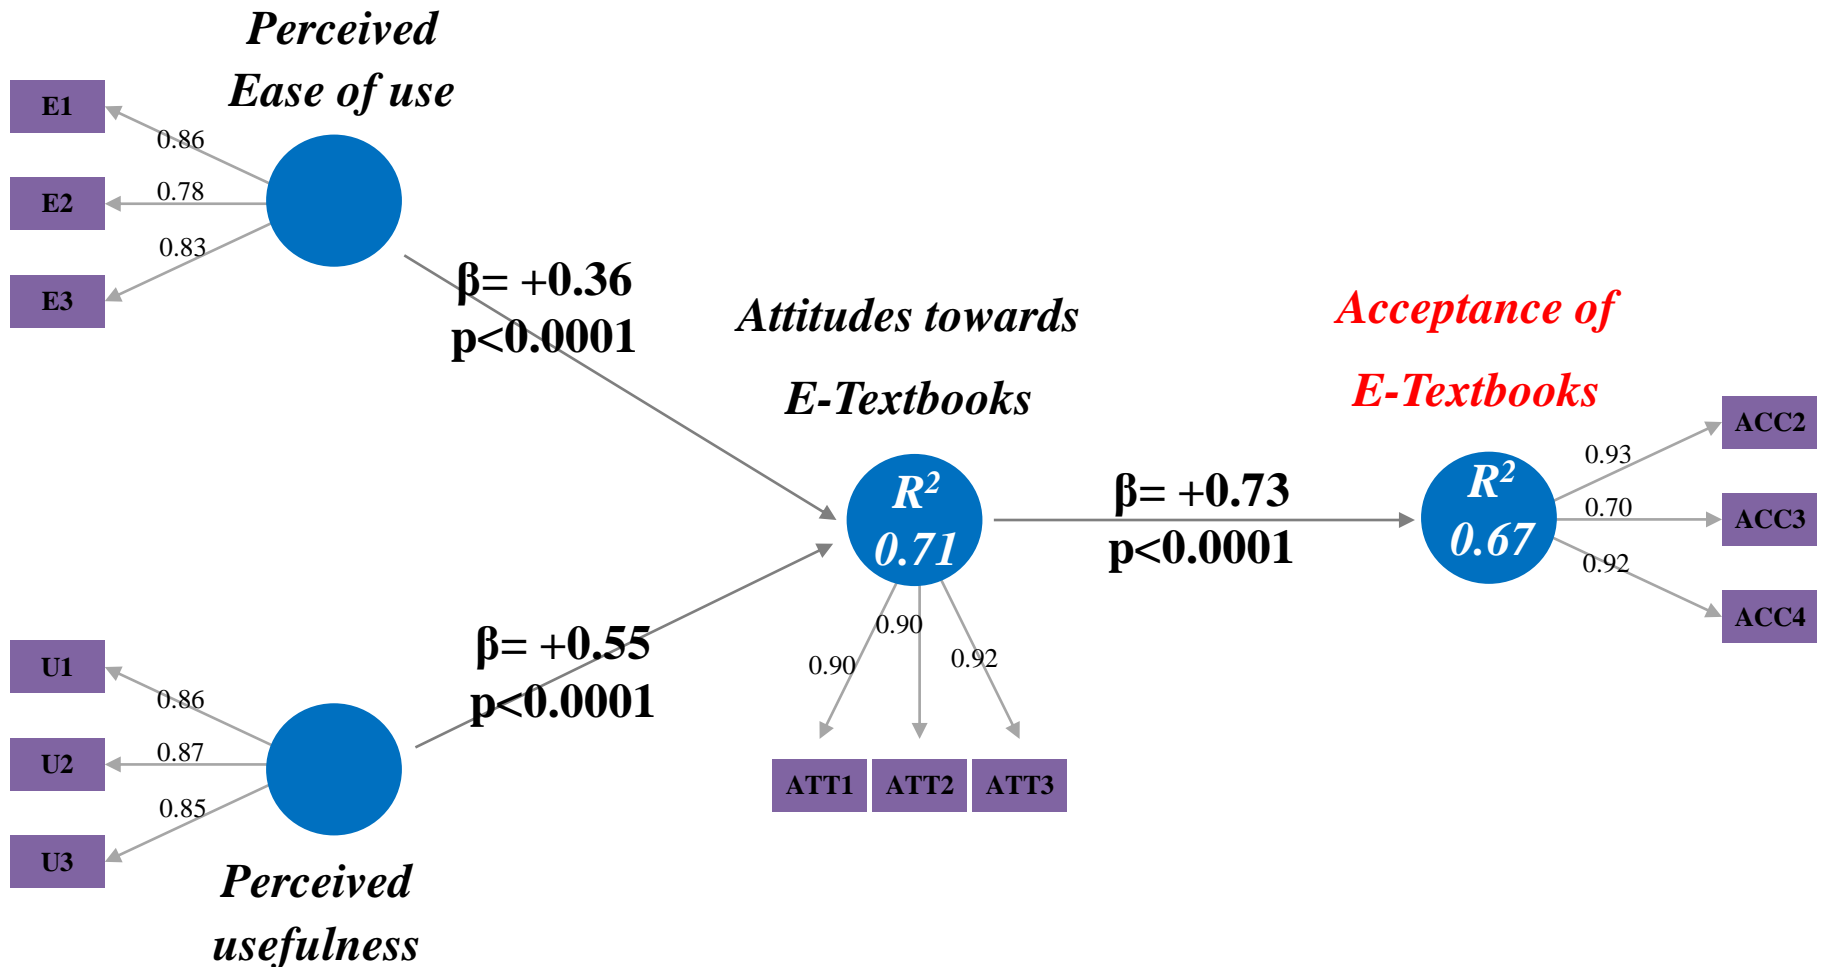 Perceived
Ease of use
E1
0.86
E2
0.78
E3
0.83
β= +0.36
p<0.0001
Attitudes towards
E-Textbooks
R²
0.71
Acceptance of
E-Textbooks
β= +0.73
p<0.0001
R²
0.67
ACC2
0.93
ACC3
0.70
ACC4
0.92
β= +0.55
p<0.0001
0.90
0.90
0.92
ATT1
ATT2
ATT3
U1
0.86
U2
0.87
U3
0.85
Perceived
usefulness